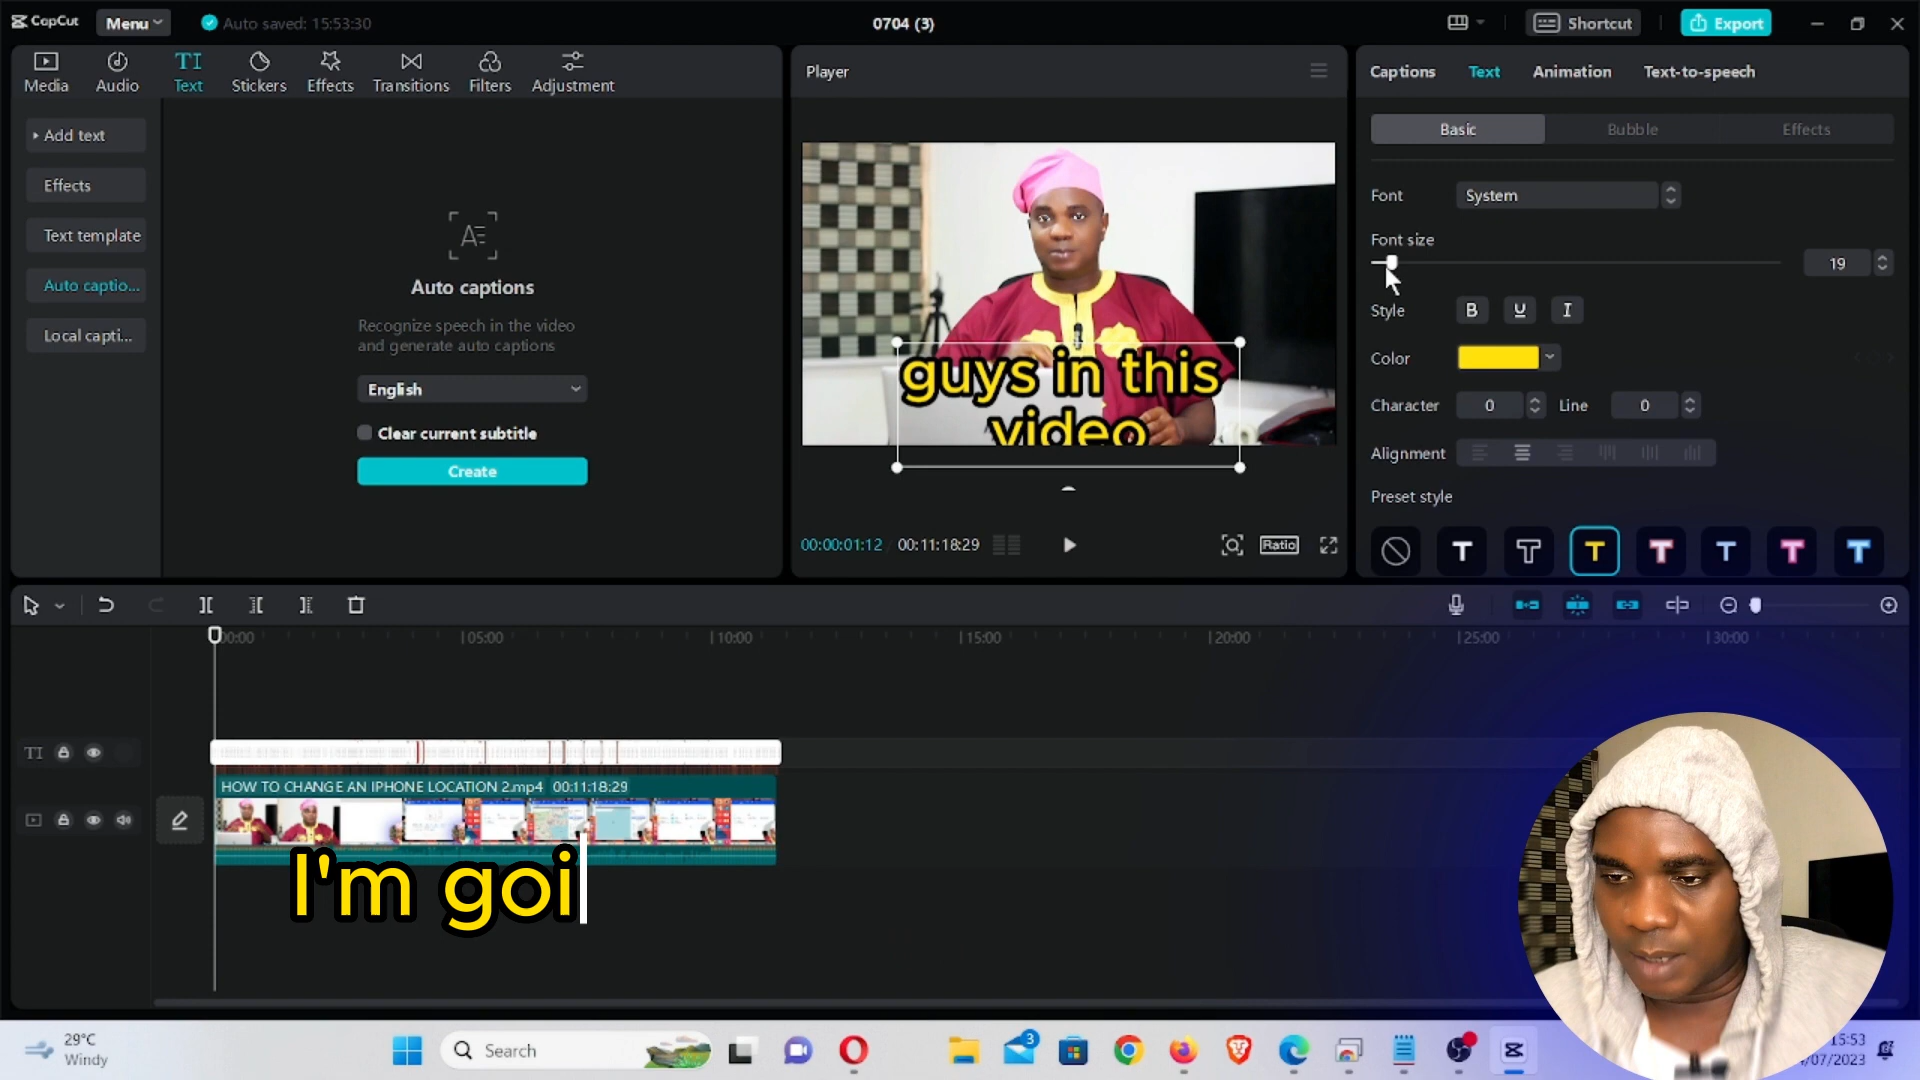 CapCut
Menu
Auto saved: 15:53:30
0704 (3)
Shortcut
Export
Media
Audio
TI
Text
Stickers
Effects
Transitions
Filters
Adjustment
Player
Captions
Text
Animation
Text-to-speech
Add text
Effects
Text template
Auto captio...
Local capti...
A
Auto captions
Recognize speech in the video
and generate auto captions
English
Clear current subtitle
Create
guys in this
video
00:00:01:12
00:11:18:29
Ratio
Basic
Bubble
Effects
Font
System
Font size
19
Style
B U I
Color
Character
0
Line
0
Alignment
Preset style
T T T T T T T
00:00
05:00
10:00
15:00
20:00
25:00
30:00
TI
HOW TO CHANGE AN IPHONE LOCATION 2.mp4 00:11:18:29
I'm goi
29°C
Windy
Search
3
15:53
/07/2023